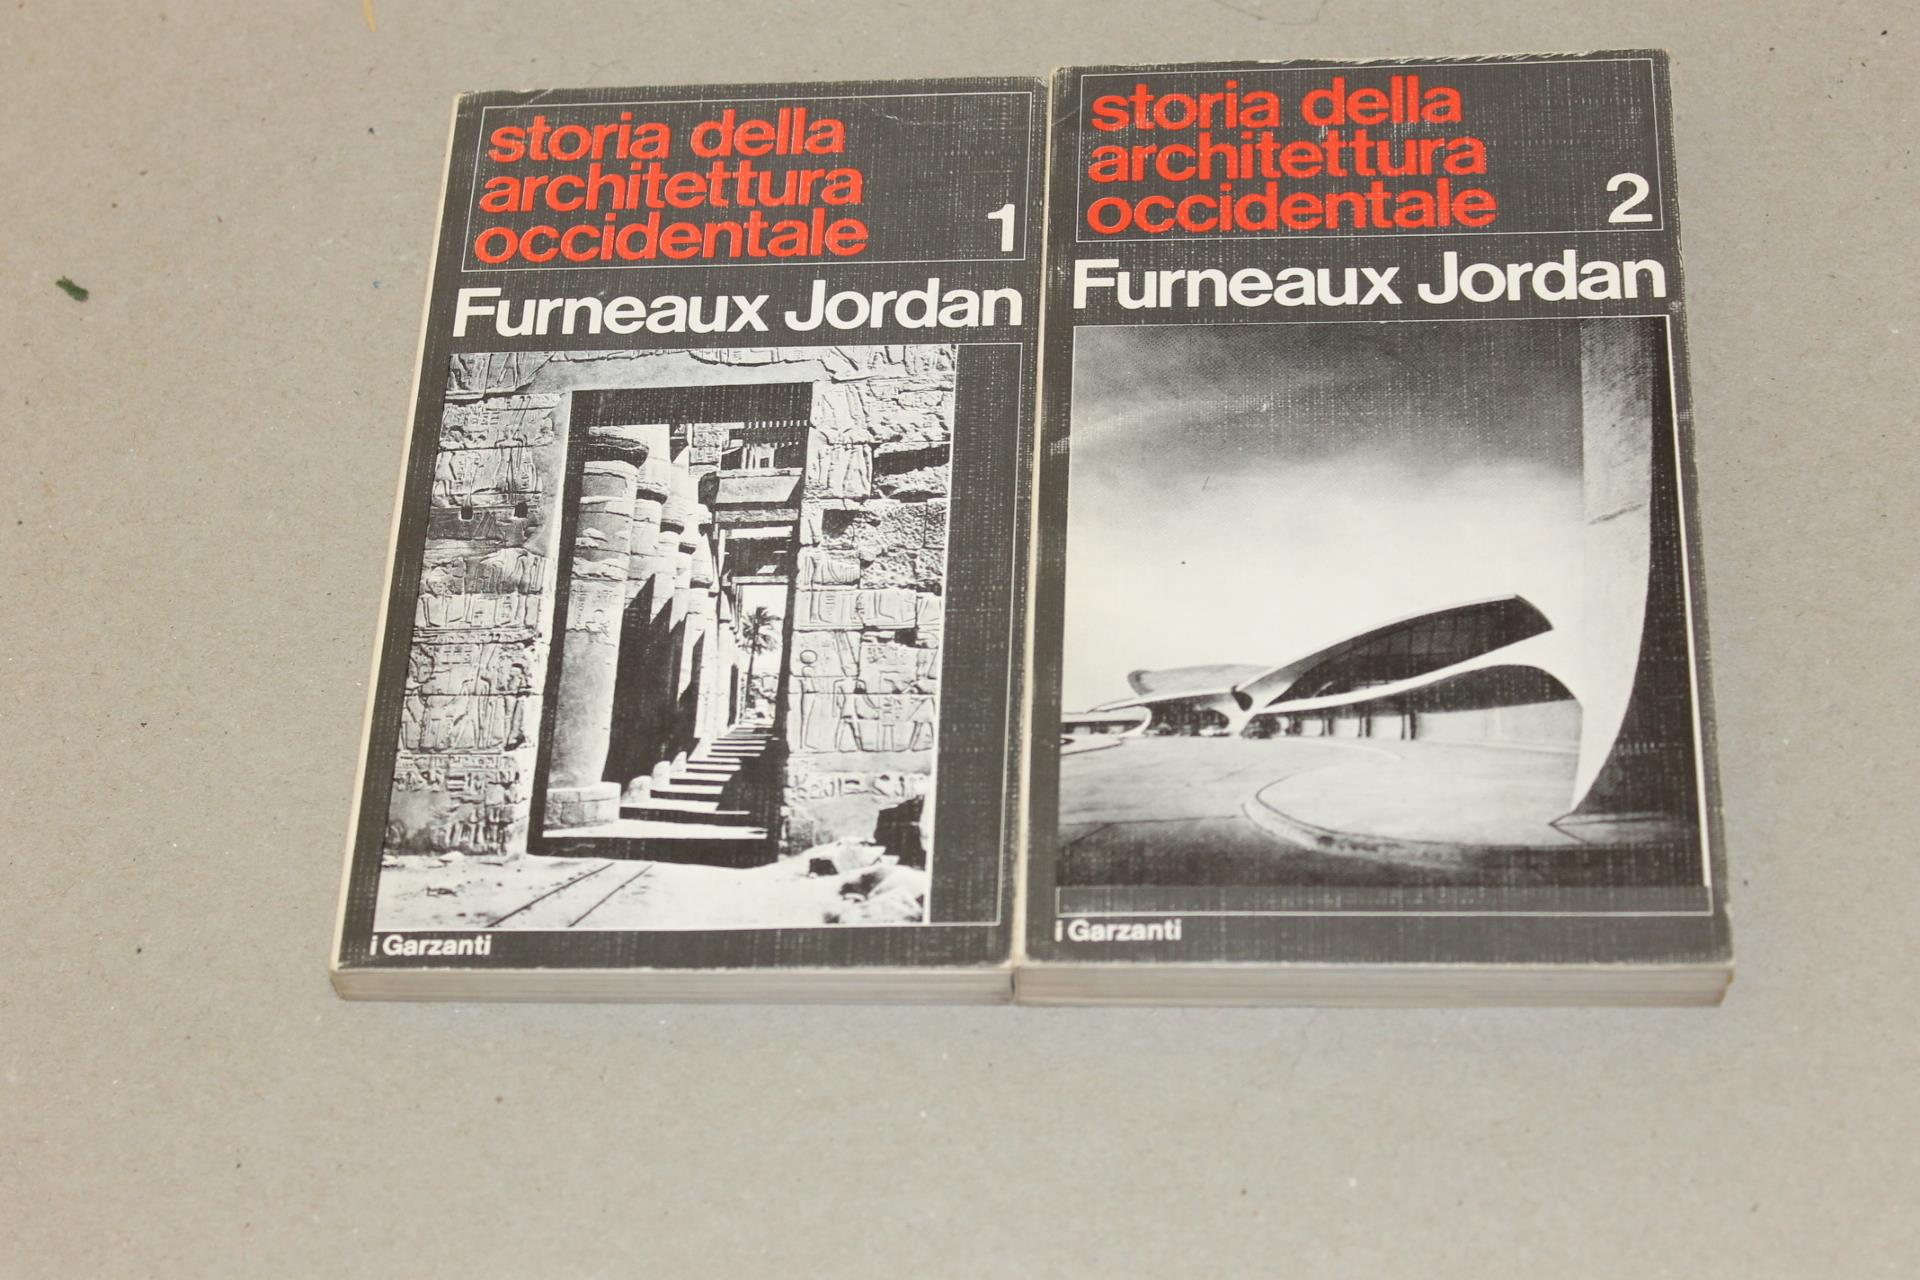 storia della
architettura
occidentale
1
Furneaux Jordan
i Garzanti
storia della
architettura
occidentale
2
Furneaux Jordan
i Garzanti